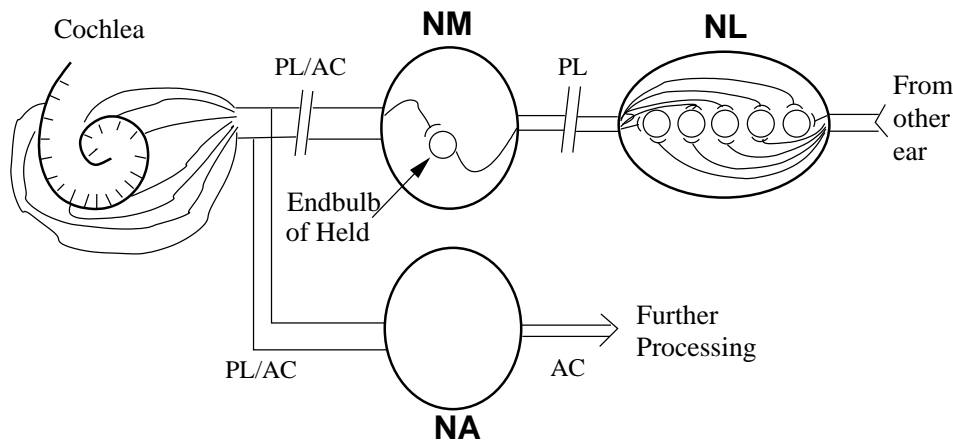 Cochlea
NM
NL
PL/AC
PL
From
other
ear
Endbulb
of Held
Further
Processing
PL/AC
AC
NA